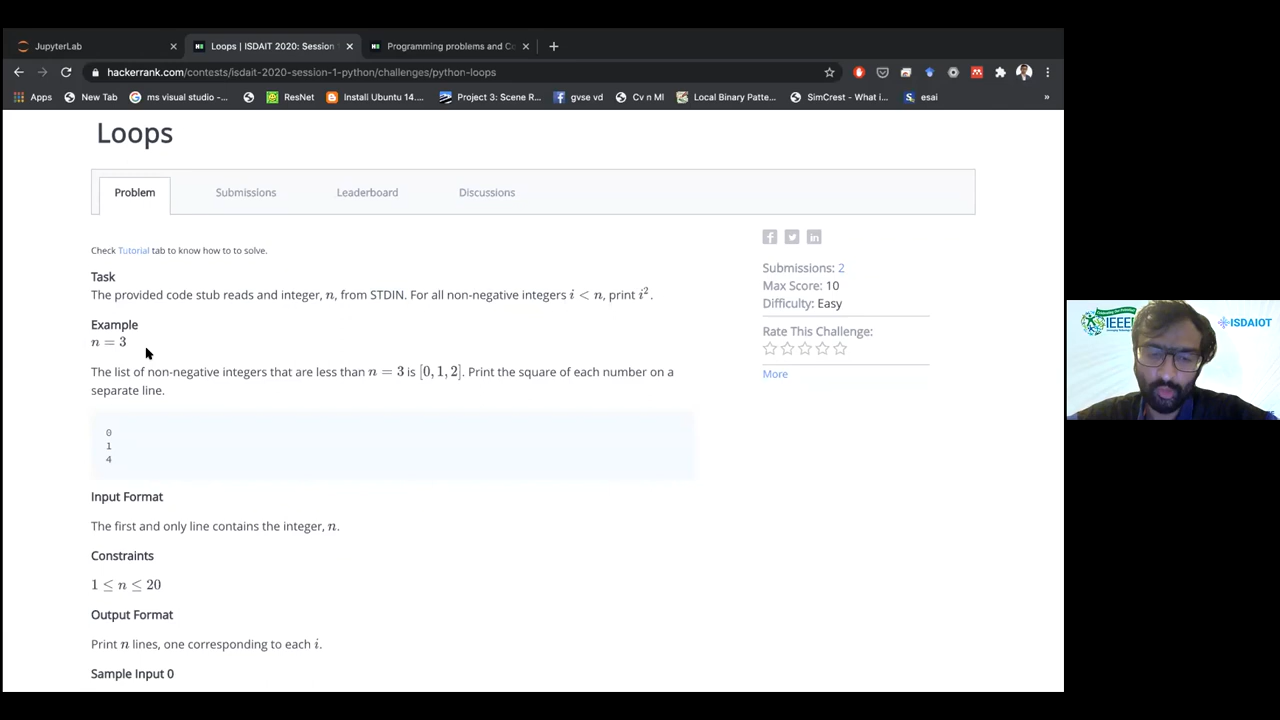 JupyterLab
Loops | ISDAIT 2020: Session
Programming problems and Co
hackerrank.com/contests/isdait-2020-session-1-python/challenges/python-loops
Apps New Tab ms visual studio -... ResNet Install Ubuntu 14.... Project 3: Scene R... gvse vd Cv n Ml Local Binary Patte... SimCrest - What i... esai »
Loops
Problem Submissions Leaderboard Discussions
Check Tutorial tab to know how to to solve.
Task
The provided code stub reads and integer, n, from STDIN. For all non-negative integers i < n, print i².
Example
n = 3
The list of non-negative integers that are less than n = 3 is [0, 1, 2]. Print the square of each number on a
separate line.
0
1
4
Input Format
The first and only line contains the integer, n.
Constraints
1 ≤ n ≤ 20
Output Format
Print n lines, one corresponding to each i.
Sample Input 0
Submissions: 2
Max Score: 10
Difficulty: Easy
Rate This Challenge:
More
IEEE
ISDAIOT